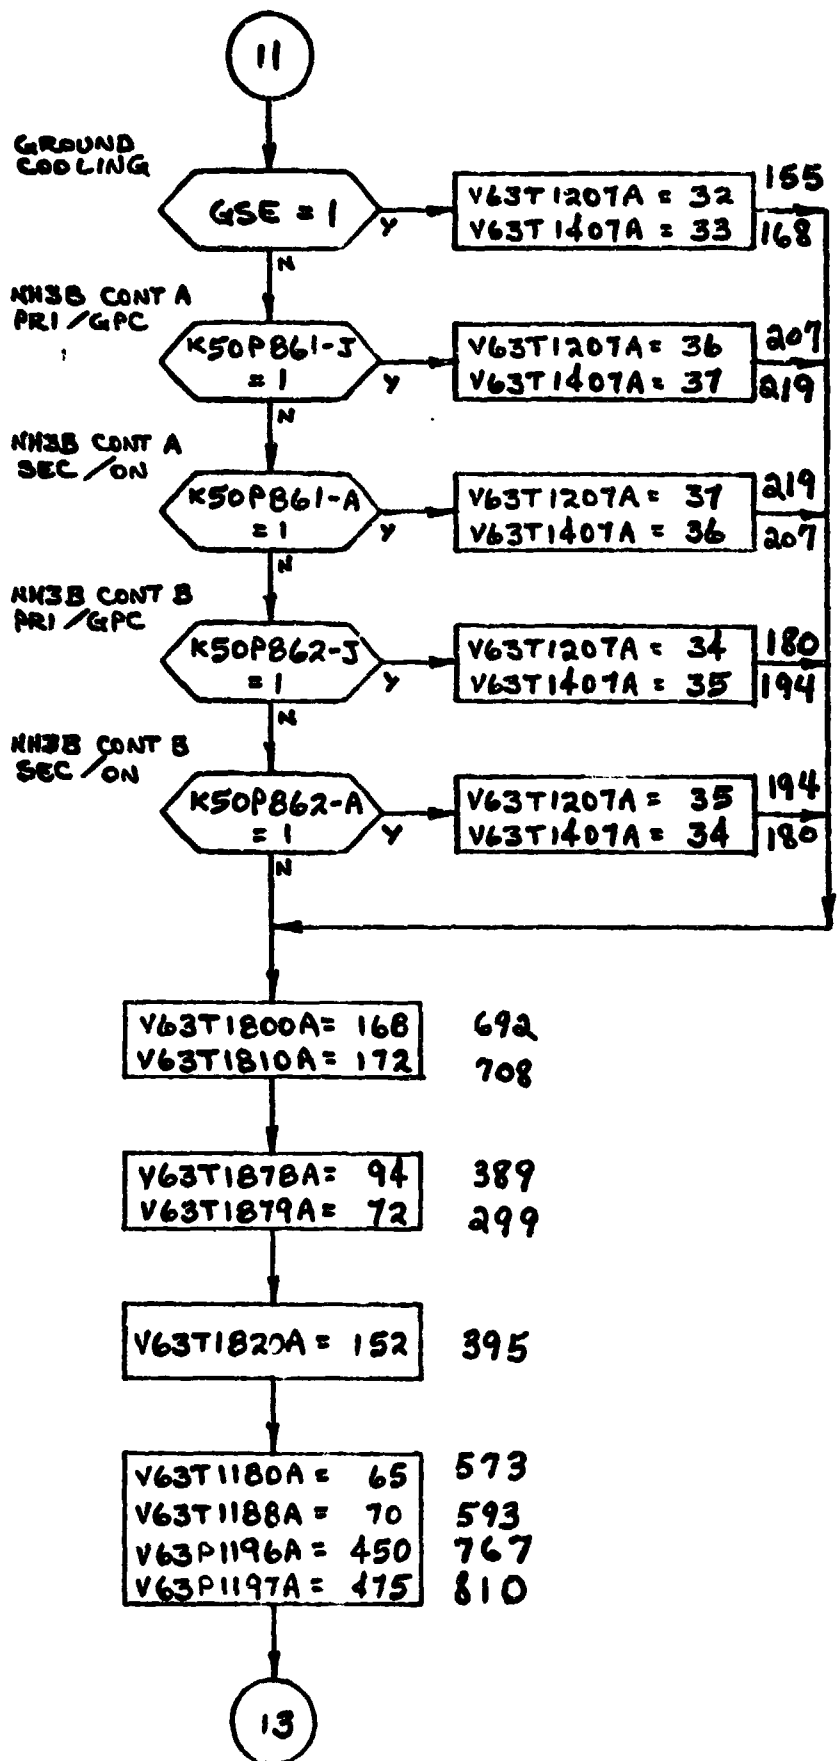 11
GROUND
COOLING
GSE = 1
Y
N
V63T1207A = 32 155
V63T1407A = 33 168
NH3B CONT A
PRI/GPC
K50P861-J
= 1
Y
N
V63T1207A = 36 207
V63T1407A = 37 219
NH3B CONT A
SEC/ON
K50P861-A
= 1
Y
N
V63T1207A = 37 219
V63T1407A = 36 207
NH3B CONT B
PRI/GPC
K50P862-J
= 1
Y
N
V63T1207A = 34 180
V63T1407A = 35 194
NH3B CONT B
SEC/ON
K50P862-A
= 1
Y
N
V63T1207A = 35 194
V63T1407A = 34 180
V63T1800A = 168 692
V63T1810A = 172 708
V63T1878A = 94 389
V63T1879A = 72 299
V63T1820A = 152 395
V63T1180A = 65 573
V63T1188A = 70 593
V63P1196A = 450 767
V63P1197A = 475 810
13